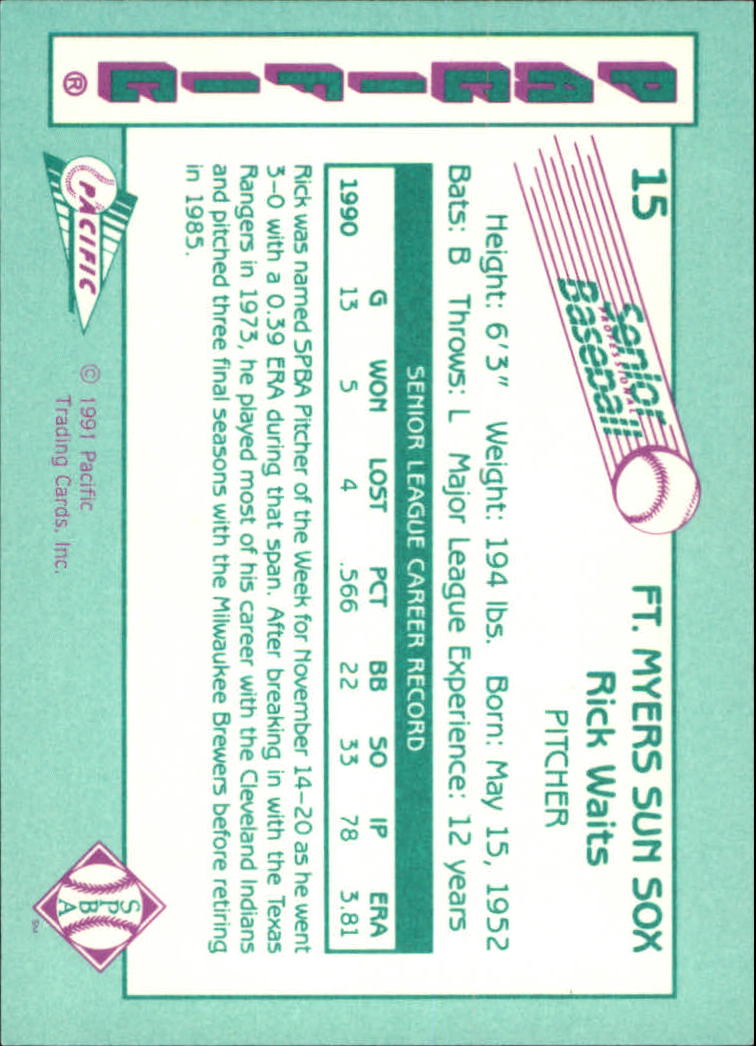 PACIFIC®
15
Senior
PROFESSIONAL
Baseball
FT. MYERS SUN SOX
Rick Waits
PITCHER
Height: 6'3" Weight: 194 lbs. Born: May 15, 1952
Bats: B Throws: L Major League Experience: 12 years
SENIOR LEAGUE CAREER RECORD
G WON LOST PCT BB SO IP ERA
1990 13 5 4 .566 22 33 78 3.81
Rick was named SPBA Pitcher of the Week for November 14–20 as he went
3–0 with a 0.39 ERA during that span. After breaking in with the Texas
Rangers in 1973, he played most of his career with the Cleveland Indians
and pitched three final seasons with the Milwaukee Brewers before retiring
in 1985.
PACIFIC
© 1991 Pacific
Trading Cards, Inc.
S P
B A
SM